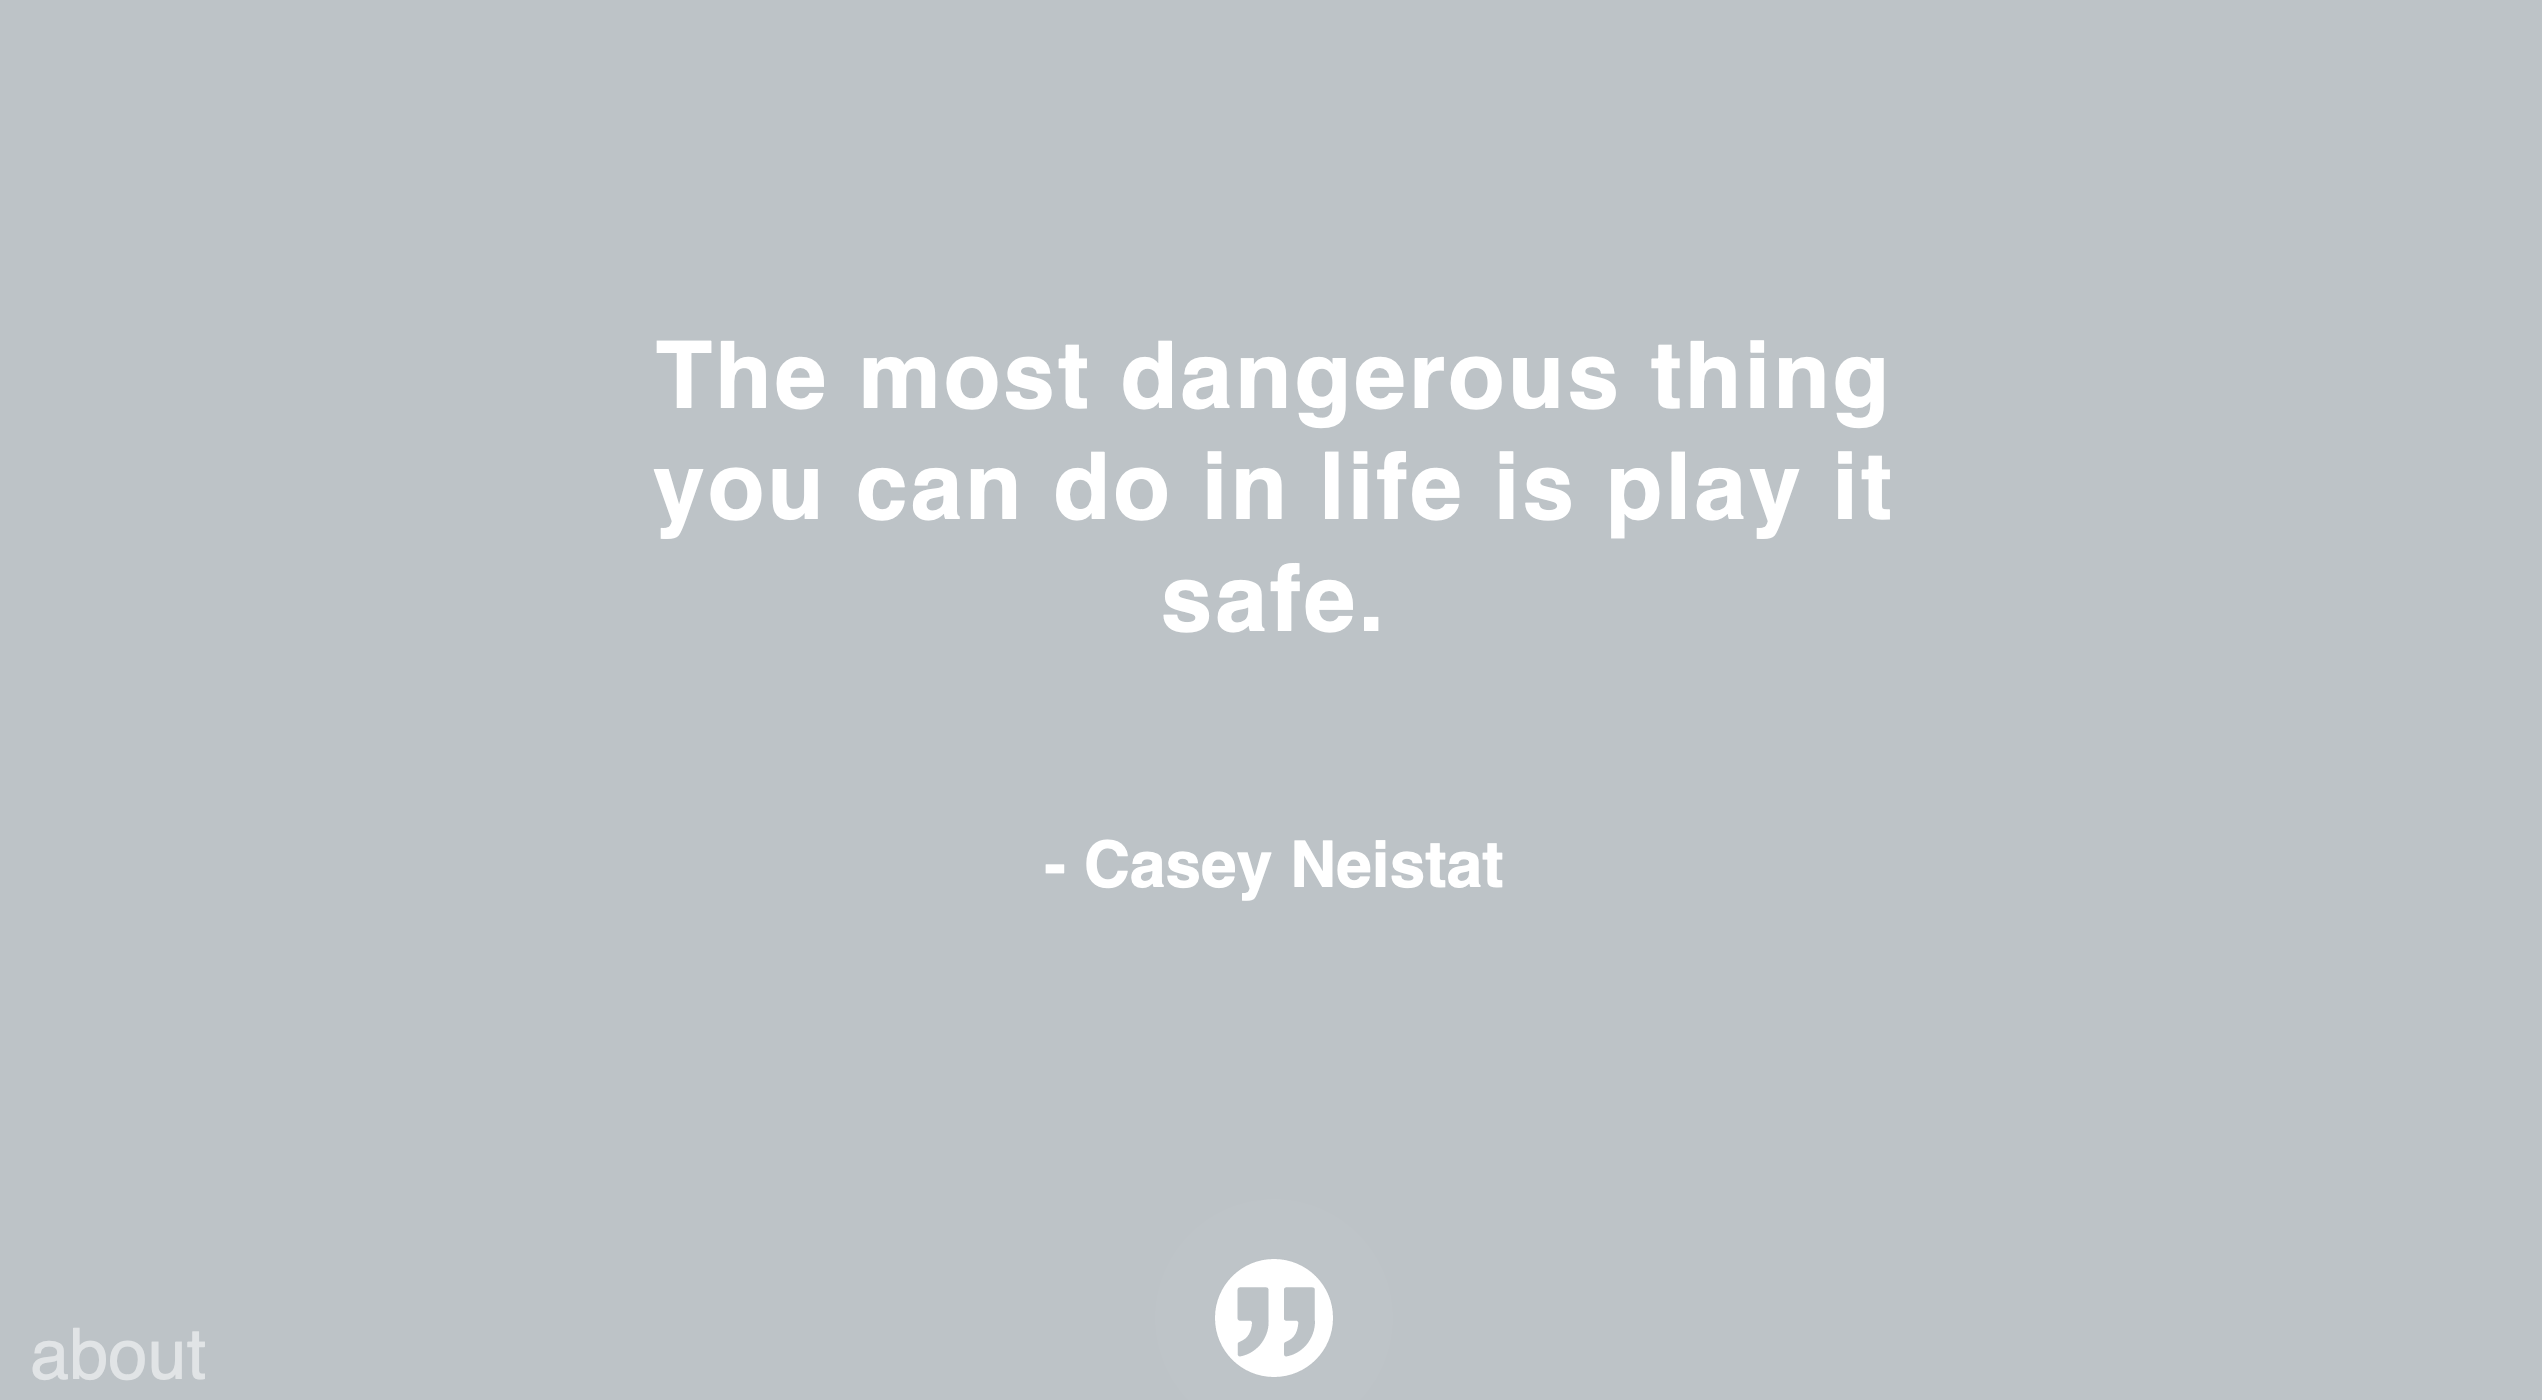 The most dangerous thing
you can do in life is play it
safe.
- Casey Neistat
about